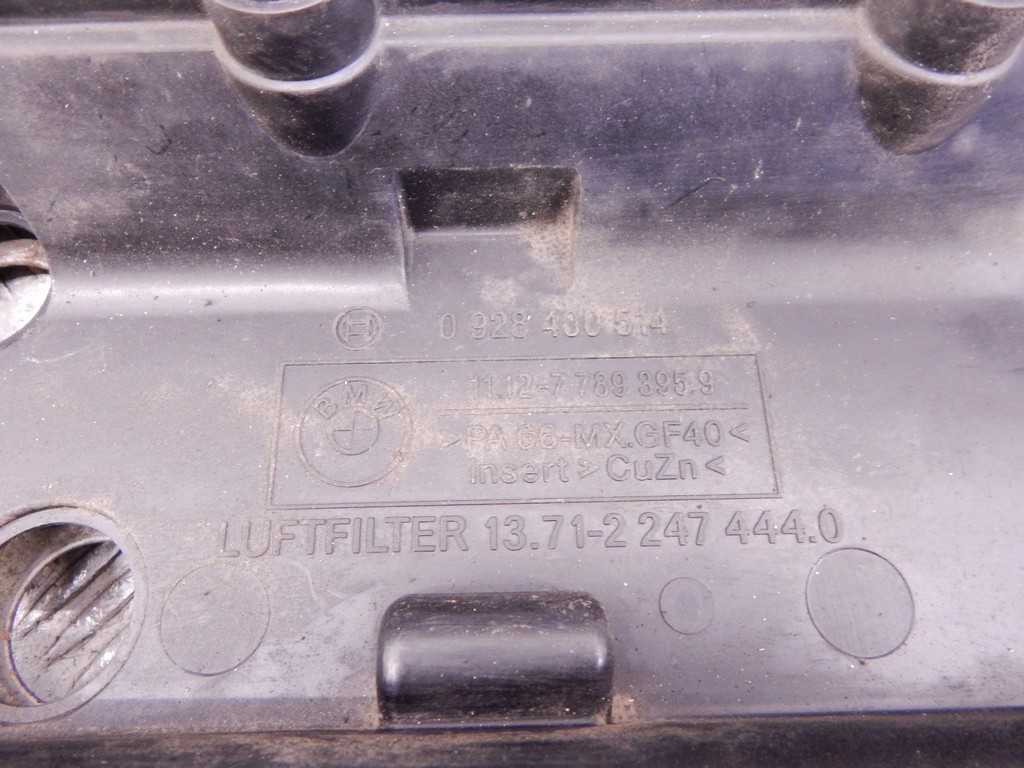 0 928 400 514
11.12-7 789 395.9
BMW
>PA 66-MX.GF40<
Insert >CuZn<
LUFTFILTER 13.71-2 247 444.0